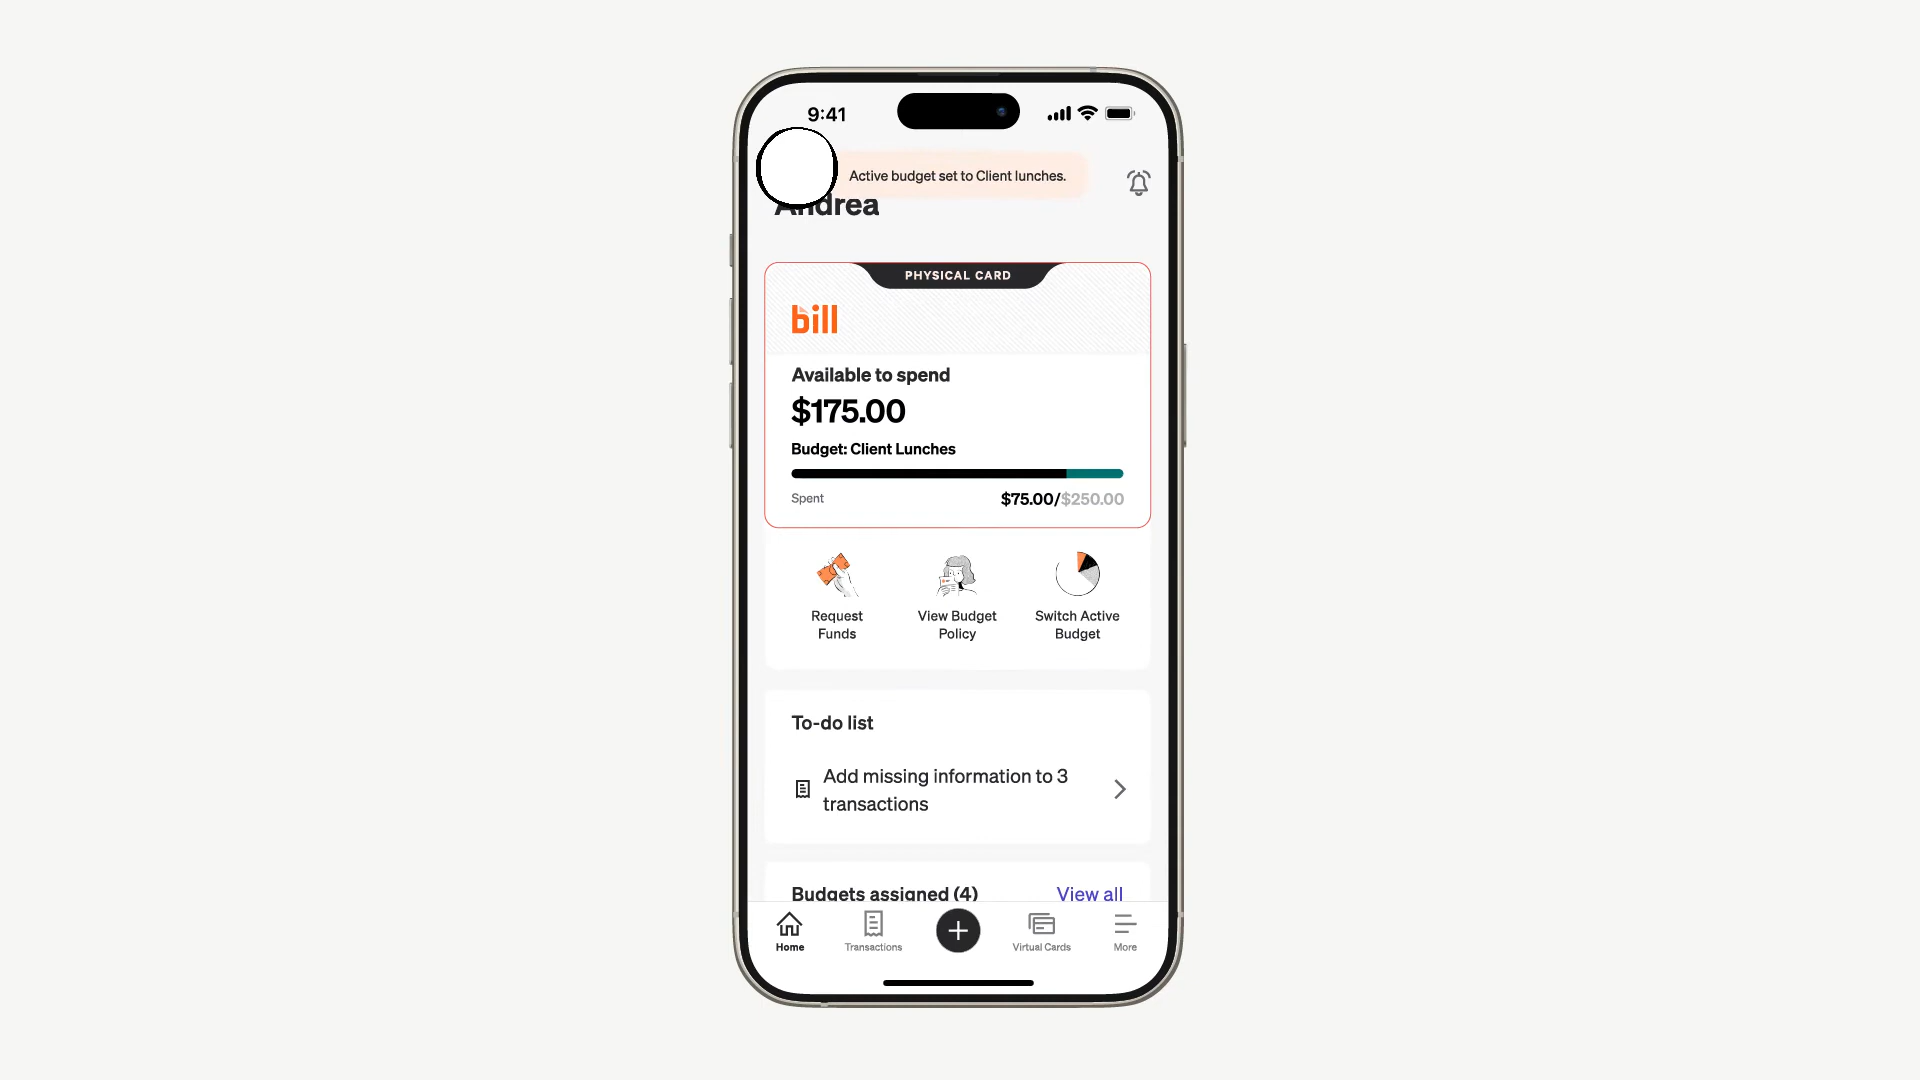 9:41
Active budget set to Client lunches.
Andrea
PHYSICAL CARD
bill
Available to spend
$175.00
Budget: Client Lunches
Spent
$75.00/$250.00
Request
Funds
View Budget
Policy
Switch Active
Budget
To-do list
Add missing information to 3
transactions
Budgets assigned (4)
View all
Home
Transactions
Virtual Cards
More